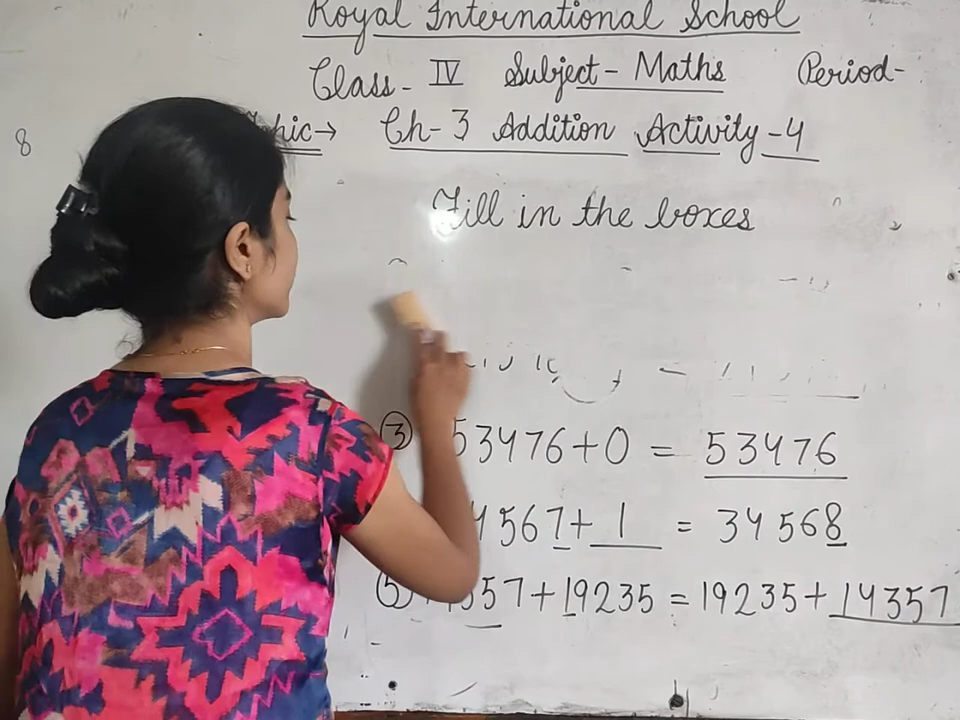 Royal International School
Class- IV Subject- Maths Period-
8
→ Ch-3 Addition Activity-4
Fill in the boxes
③ 53476+0 = 53476
4567+ 1 = 34568
⑤ 357+19235 = 19235+14357